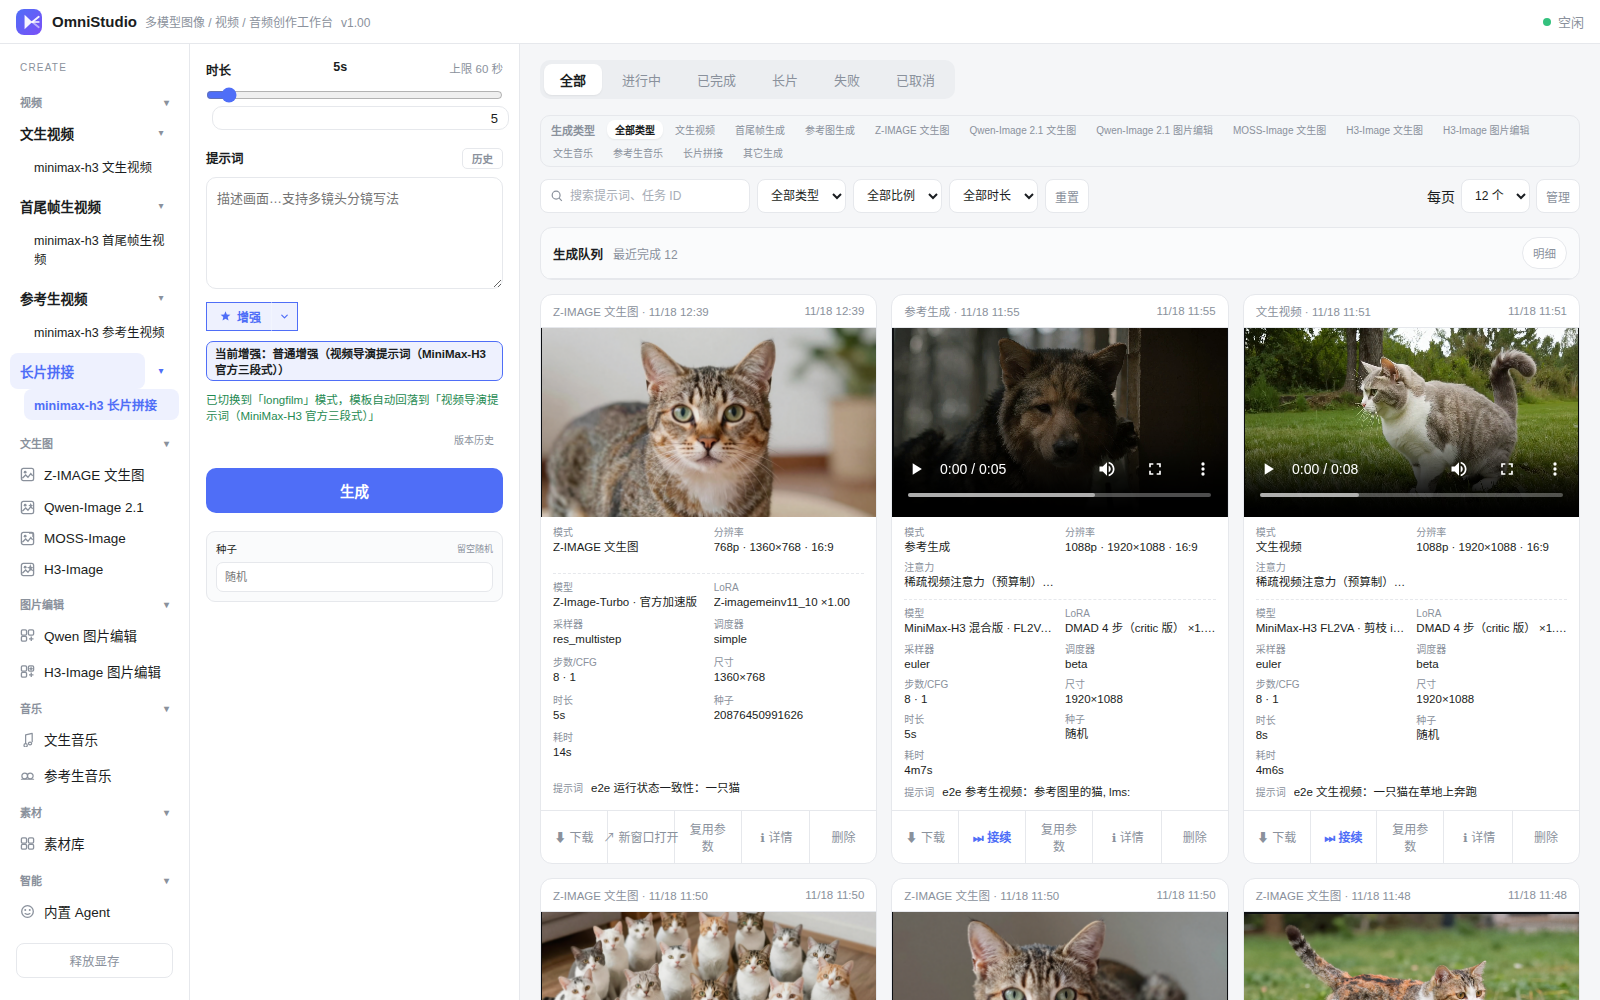 OmniStudio 多模型图像 / 视频 / 音频创作工作台 v1.00
空闲
CREATE
视频
文生视频
minimax-h3 文生视频
首尾帧生视频
minimax-h3 首尾帧生视
频
参考生视频
minimax-h3 参考生视频
长片拼接
minimax-h3 长片拼接
文生图
Z-IMAGE 文生图
Qwen-Image 2.1
MOSS-Image
H3-Image
图片编辑
Qwen 图片编辑
H3-Image 图片编辑
音乐
文生音乐
参考生音乐
素材
素材库
智能
内置 Agent
释放显存
时长 5s 上限 60 秒
5
提示词 历史
描述画面…支持多镜头分镜写法
增强
当前增强：普通增强（视频导演提示词（MiniMax-H3
官方三段式））
已切换到「longfilm」模式，模板自动回落到「视频导演提
示词（MiniMax-H3 官方三段式）」
版本历史
生成
种子 留空随机
随机
全部 进行中 已完成 长片 失败 已取消
生成类型 全部类型 文生视频 首尾帧生成 参考图生成 Z-IMAGE 文生图 Qwen-Image 2.1 文生图 Qwen-Image 2.1 图片编辑 MOSS-Image 文生图 H3-Image 文生图 H3-Image 图片编辑
文生音乐 参考生音乐 长片拼接 其它生成
搜索提示词、任务 ID 全部类型 全部比例 全部时长 重置 每页 12 个 管理
生成队列 最近完成 12 明细
Z-IMAGE 文生图 · 11/18 12:39 11/18 12:39
模式 分辨率
Z-IMAGE 文生图 768p · 1360×768 · 16:9
模型 LoRA
Z-Image-Turbo · 官方加速版 Z-imagemeinv11_10 ×1.00
采样器 调度器
res_multistep simple
步数/CFG 尺寸
8 · 1 1360×768
时长 种子
5s 20876450991626
耗时
14s
提示词 e2e 运行状态一致性：一只猫
下载 新窗口打开 复用参
数 详情 删除
参考生成 · 11/18 11:55 11/18 11:55
0:00 / 0:05
模式 分辨率
参考生成 1088p · 1920×1088 · 16:9
注意力
稀疏视频注意力（预算制）…
模型 LoRA
MiniMax-H3 混合版 · FL2V… DMAD 4 步（critic 版） ×1.…
采样器 调度器
euler beta
步数/CFG 尺寸
8 · 1 1920×1088
时长 种子
5s 随机
耗时
4m7s
提示词 e2e 参考生视频：参考图里的猫, lms:
下载 接续 复用参
数 详情 删除
文生视频 · 11/18 11:51 11/18 11:51
0:00 / 0:08
模式 分辨率
文生视频 1088p · 1920×1088 · 16:9
注意力
稀疏视频注意力（预算制）…
模型 LoRA
MiniMax-H3 FL2VA · 剪枝 i… DMAD 4 步（critic 版） ×1.…
采样器 调度器
euler beta
步数/CFG 尺寸
8 · 1 1920×1088
时长 种子
8s 随机
耗时
4m6s
提示词 e2e 文生视频：一只猫在草地上奔跑
下载 接续 复用参
数 详情 删除
Z-IMAGE 文生图 · 11/18 11:50 11/18 11:50
Z-IMAGE 文生图 · 11/18 11:50 11/18 11:50
Z-IMAGE 文生图 · 11/18 11:48 11/18 11:48